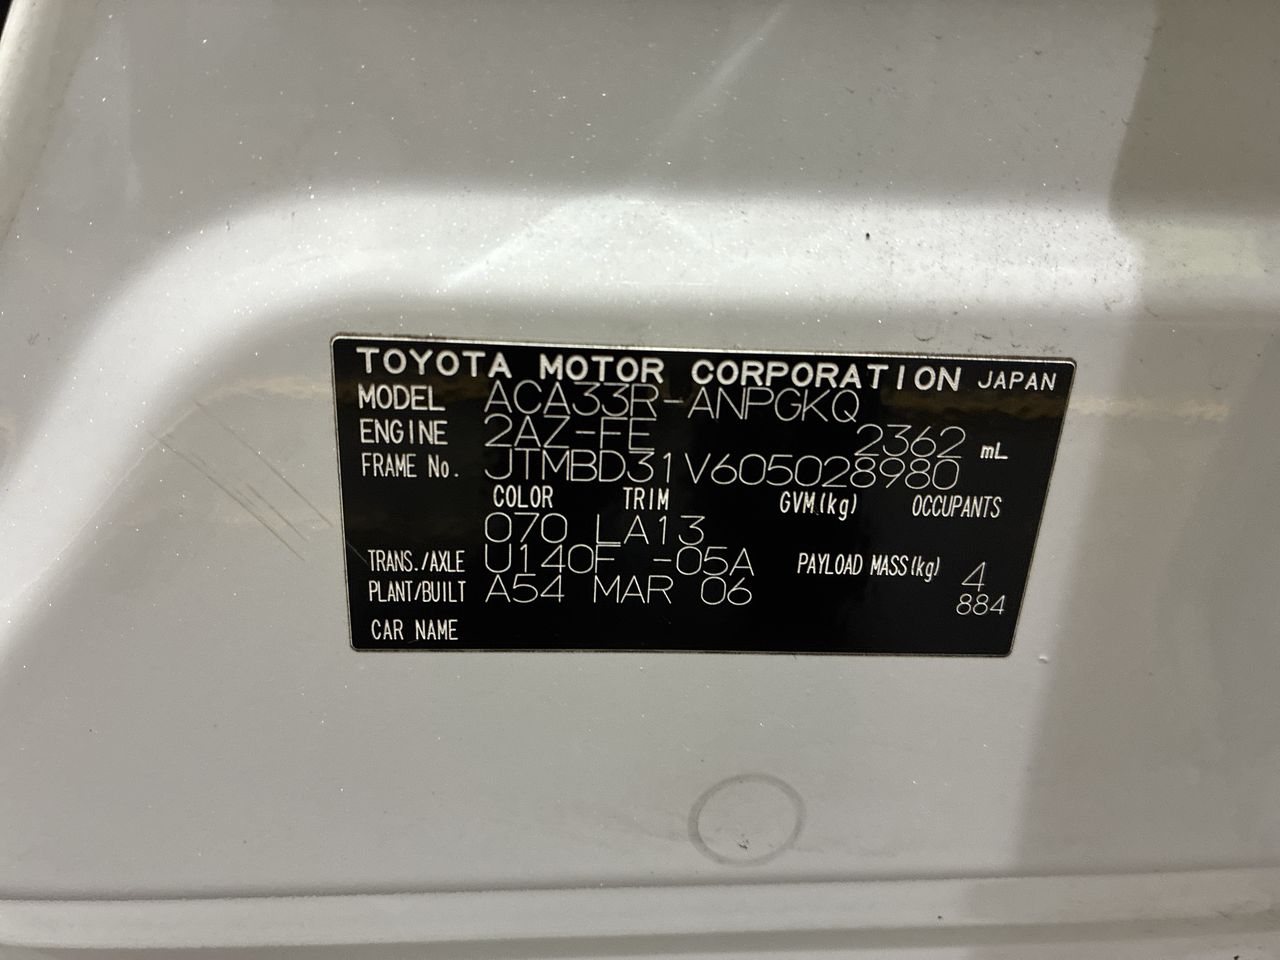 TOYOTA MOTOR CORPORATION JAPAN
MODEL ACA33R-ANPGKQ
ENGINE 2AZ-FE 2362 mL
FRAME No. JTMBD31V605028980
COLOR TRIM GVM(kg) OCCUPANTS
070 LA13
TRANS./AXLE U140F -05A PAYLOAD MASS(kg) 4
PLANT/BUILT A54 MAR 06 884
CAR NAME